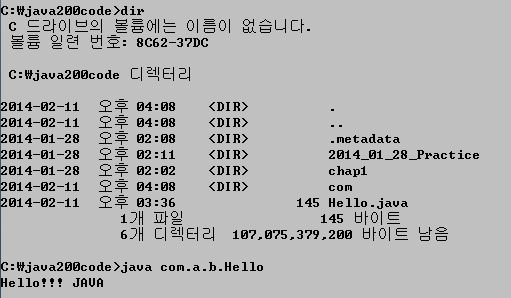 C:\java200code>dir
C 드라이브의 볼륨에는 이름이 없습니다.
볼륨 일련 번호: 8C62-37DC
C:\java200code 디렉터리
2014-02-11 오후 04:08 <DIR> .
2014-02-11 오후 04:08 <DIR> ..
2014-01-28 오후 02:08 <DIR> .metadata
2014-01-28 오후 02:11 <DIR> 2014_01_28_Practice
2014-01-28 오후 02:02 <DIR> chap1
2014-02-11 오후 04:08 <DIR> com
2014-02-11 오후 03:36 145 Hello.java
1개 파일 145 바이트
6개 디렉터리 107,075,379,200 바이트 남음
C:\java200code>java com.a.b.Hello
Hello!!! JAVA